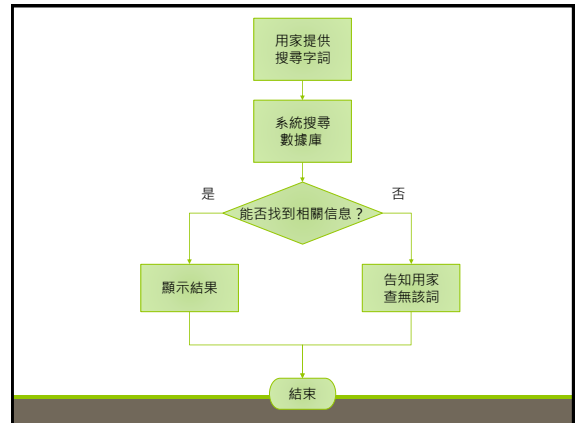 用家提供
搜尋字詞
系統搜尋
數據庫
是
否
能否找到相關信息？
顯示結果
告知用家
查無該詞
結束